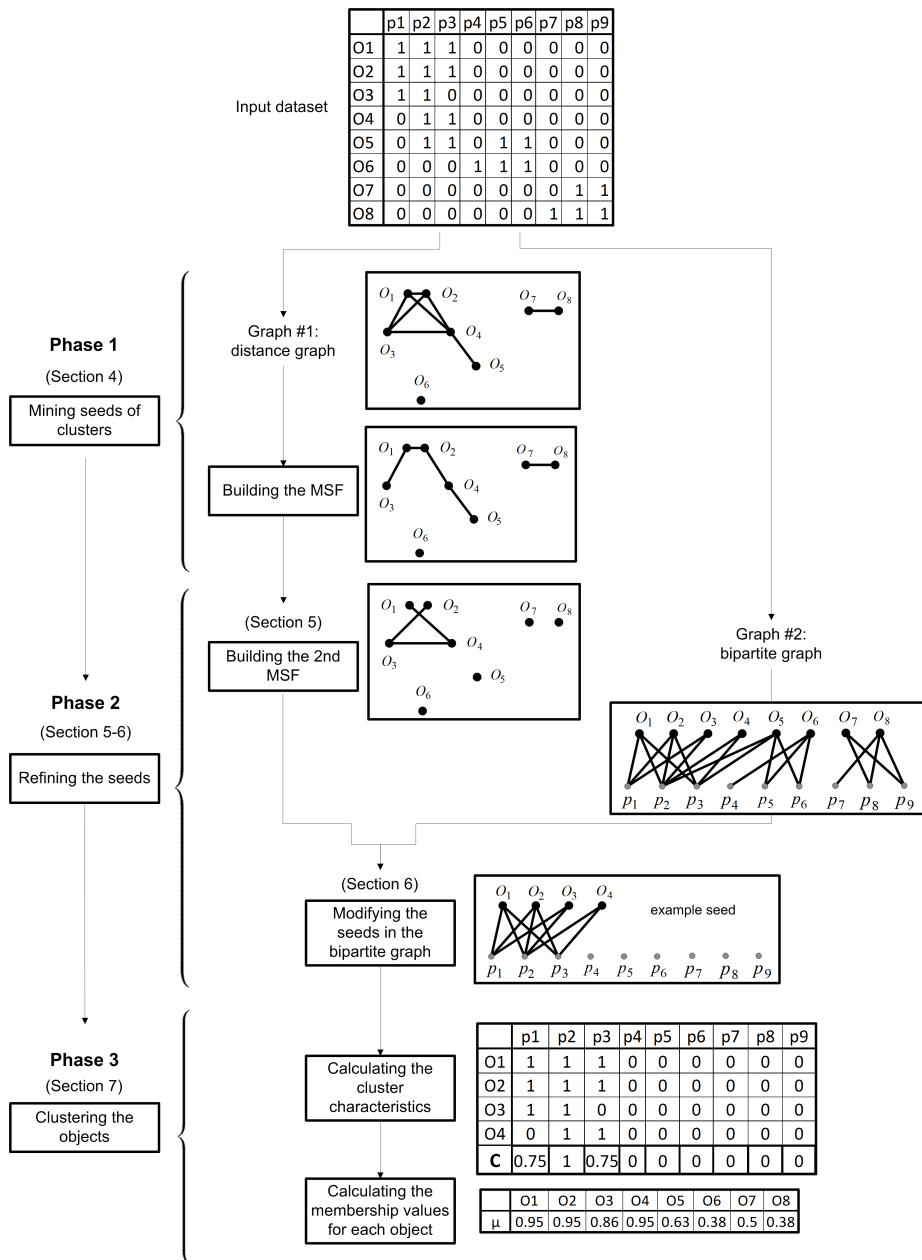 p1 p2 p3 p4 p5 p6 p7 p8 p9
O1 1 1 1 0 0 0 0 0 0
O2 1 1 1 0 0 0 0 0 0
O3 1 1 0 0 0 0 0 0 0
O4 0 1 1 0 0 0 0 0 0
O5 0 1 1 0 1 1 0 0 0
O6 0 0 0 1 1 1 0 0 0
O7 0 0 0 0 0 0 0 1 1
O8 0 0 0 0 0 0 1 1 1
Input dataset
Phase 1
(Section 4)
Mining seeds of
clusters
Graph #1:
distance graph
O1 O2 O7 O8
O3 O4
O5
O6
Building the MSF
O1 O2 O7 O8
O3 O4
O5
O6
Phase 2
(Section 5-6)
Refining the seeds
(Section 5)
Building the 2nd
MSF
O1 O2 O7 O8
O3 O4
O5
O6
Graph #2:
bipartite graph
O1 O2 O3 O4 O5 O6 O7 O8
p1 p2 p3 p4 p5 p6 p7 p8 p9
(Section 6)
Modifying the
seeds in the
bipartite graph
O1 O2 O3 O4
example seed
p1 p2 p3 p4 p5 p6 p7 p8 p9
Phase 3
(Section 7)
Clustering the
objects
Calculating the
cluster
characteristics
p1 p2 p3 p4 p5 p6 p7 p8 p9
O1 1 1 1 0 0 0 0 0 0
O2 1 1 1 0 0 0 0 0 0
O3 1 1 0 0 0 0 0 0 0
O4 0 1 1 0 0 0 0 0 0
C 0.75 1 0.75 0 0 0 0 0 0
Calculating the
membership values
for each object
O1 O2 O3 O4 O5 O6 O7 O8
μ 0.95 0.95 0.86 0.95 0.63 0.38 0.5 0.38